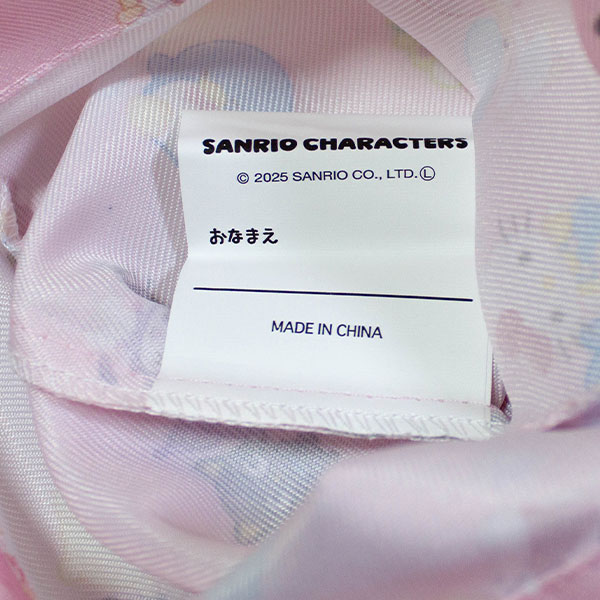 SANRIO CHARACTERS
© 2025 SANRIO CO., LTD. Ⓛ
おなまえ
MADE IN CHINA